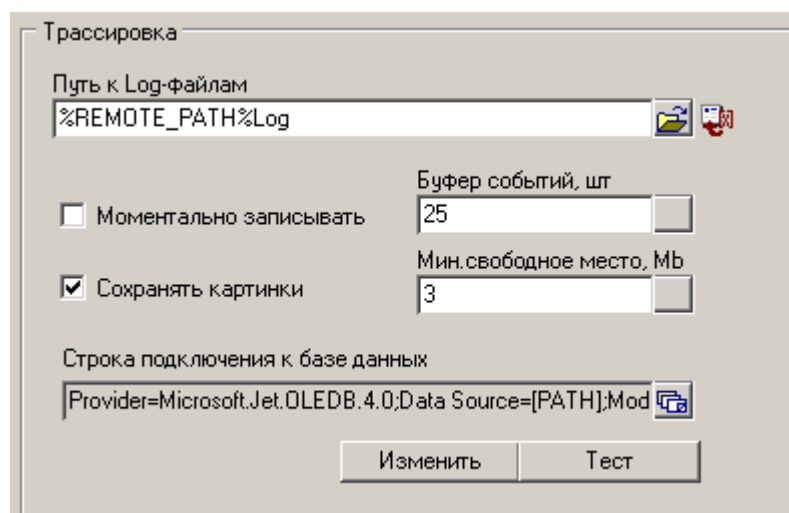 Трассировка
Путь к Log-файлам
%REMOTE_PATH%Log
Буфер событий, шт
Моментально записывать
25
Мин.свободное место, Mb
Сохранять картинки
3
Строка подключения к базе данных
Provider=Microsoft.Jet.OLEDB.4.0;Data Source=[PATH];Mod
Изменить Тест